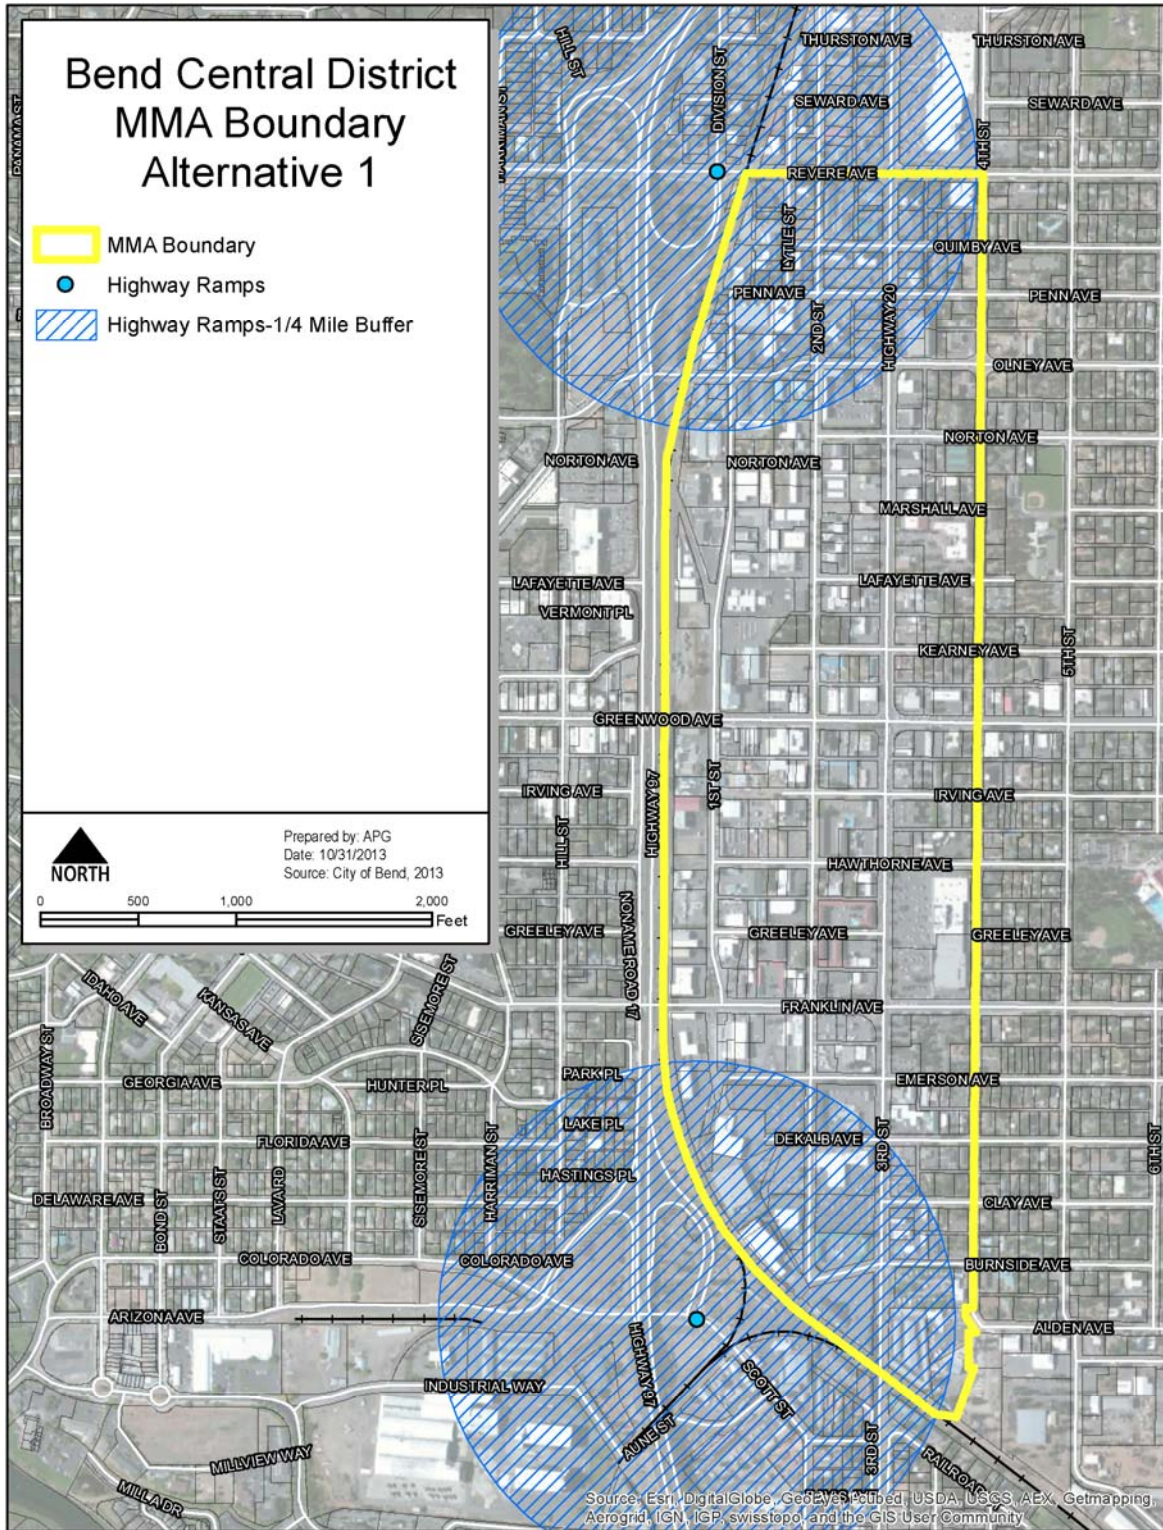 Bend Central District
MMA Boundary
Alternative 1
MMA Boundary
Highway Ramps
Highway Ramps-1/4 Mile Buffer
NORTH
Prepared by: APG
Date: 10/31/2013
Source: City of Bend, 2013
0 500 1,000 2,000
Feet
PANAMA ST
HILL ST
DIVISION ST
THURSTON AVE
THURSTON AVE
SEWARD AVE
SEWARD AVE
4TH ST
REVERE AVE
LYTLE ST
QUIMBY AVE
PENN AVE
PENN AVE
2ND ST
HIGHWAY 20
OLNEY AVE
NORTON AVE
NORTON AVE
NORTON AVE
MARSHALL AVE
LAFAYETTE AVE
LAFAYETTE AVE
VERMONT PL
KEARNEY AVE
5TH ST
GREENWOOD AVE
1ST ST
HIGHWAY 97
IRVING AVE
IRVING AVE
HILL ST
HAWTHORNE AVE
NONAME ROAD 17
GREELEY AVE
GREELEY AVE
GREELEY AVE
FRANKLIN AVE
IDAHO AVE
KANSAS AVE
SISEMORE ST
BROADWAY ST
GEORGIA AVE
HUNTER PL
PARK PL
EMERSON AVE
LAKE PL
FLORIDA AVE
DEKALB AVE
3RD ST
6TH ST
HASTINGS PL
HARRIMAN ST
SISEMORE ST
DELAWARE AVE
BOND ST
STAATS ST
LAVA RD
CLAY AVE
COLORADO AVE
COLORADO AVE
BURNSIDE AVE
ARIZONA AVE
ALDEN AVE
HIGHWAY 97
SCOTT ST
INDUSTRIAL WAY
AUNE ST
3RD ST
RAILROAD
MILLVIEW WAY
MILL A DR
Source: Esri, DigitalGlobe, GeoEye, i-cubed, USDA, USGS, AEX, Getmapping,
Aerogrid, IGN, IGP, swisstopo, and the GIS User Community